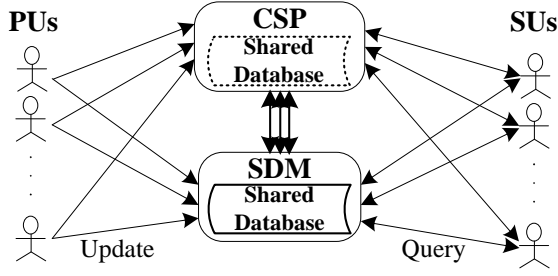 PUs
CSP
SUs
Shared
Database
SDM
Shared
Database
Update
Query